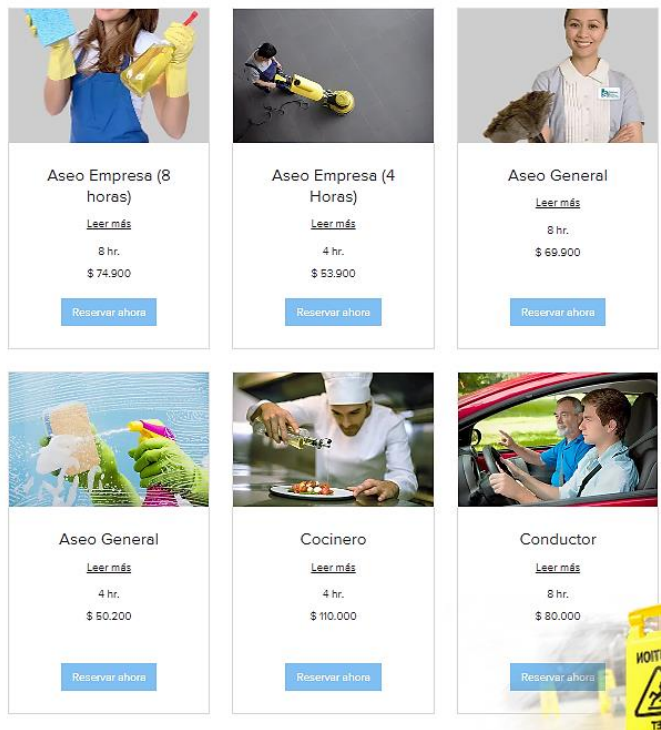 Aseo Empresa (8
horas)
Leer más
8 hr.
$ 74.900
Reservar ahora
Aseo Empresa (4
Horas)
Leer más
4 hr.
$ 53.900
Reservar ahora
Aseo General
Leer más
8 hr.
$ 69.900
Reservar ahora
Aseo General
Leer más
4 hr.
$ 50.200
Reservar ahora
Cocinero
Leer más
4 hr.
$ 110.000
Reservar ahora
Conductor
Leer más
8 hr.
$ 80.000
Reservar ahora